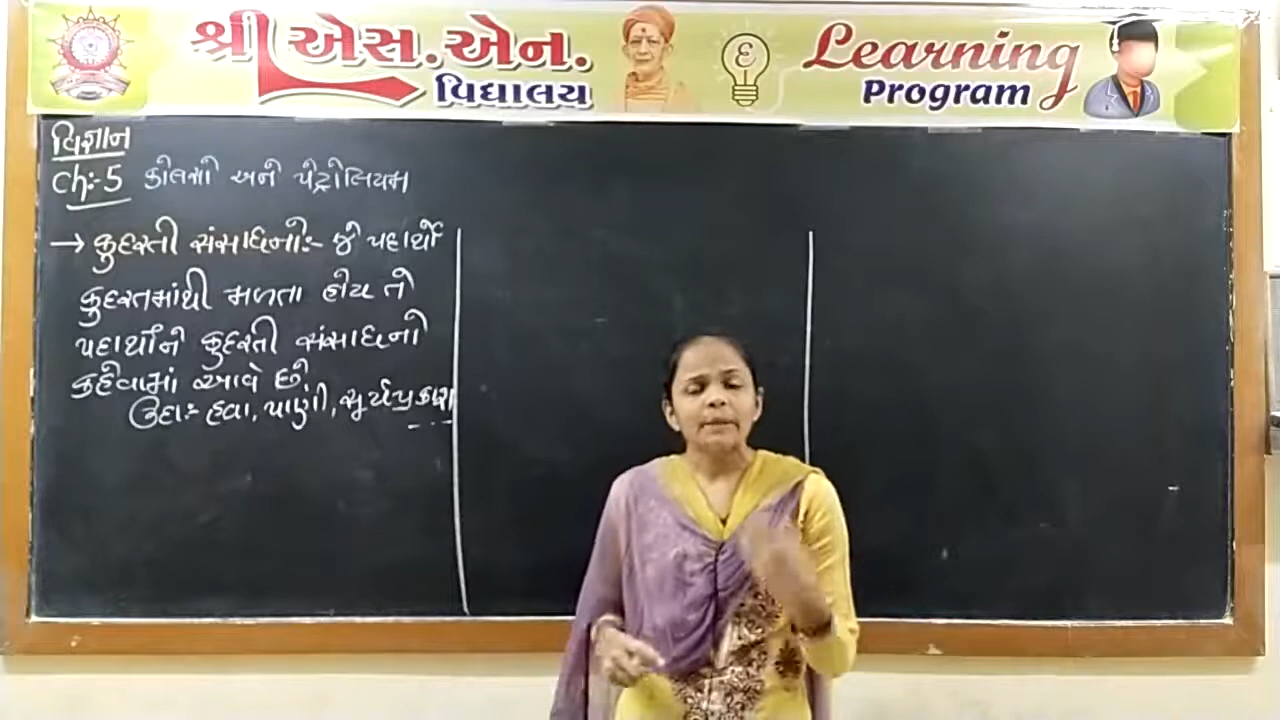 શ્રી એસ.એન.
વિદ્યાલય
Learning
Program
વિજ્ઞાન
Ch:-5 કોલસો અને પેટ્રોલિયમ
→ કુદરતી સંસાધનો:- જે પદાર્થો
કુદરતમાંથી મળતા હોય તે
પદાર્થોને કુદરતી સંસાધનો
કહેવામાં આવે છે.
ઉદા:- હવા, પાણી, સૂર્યપ્રકાશ